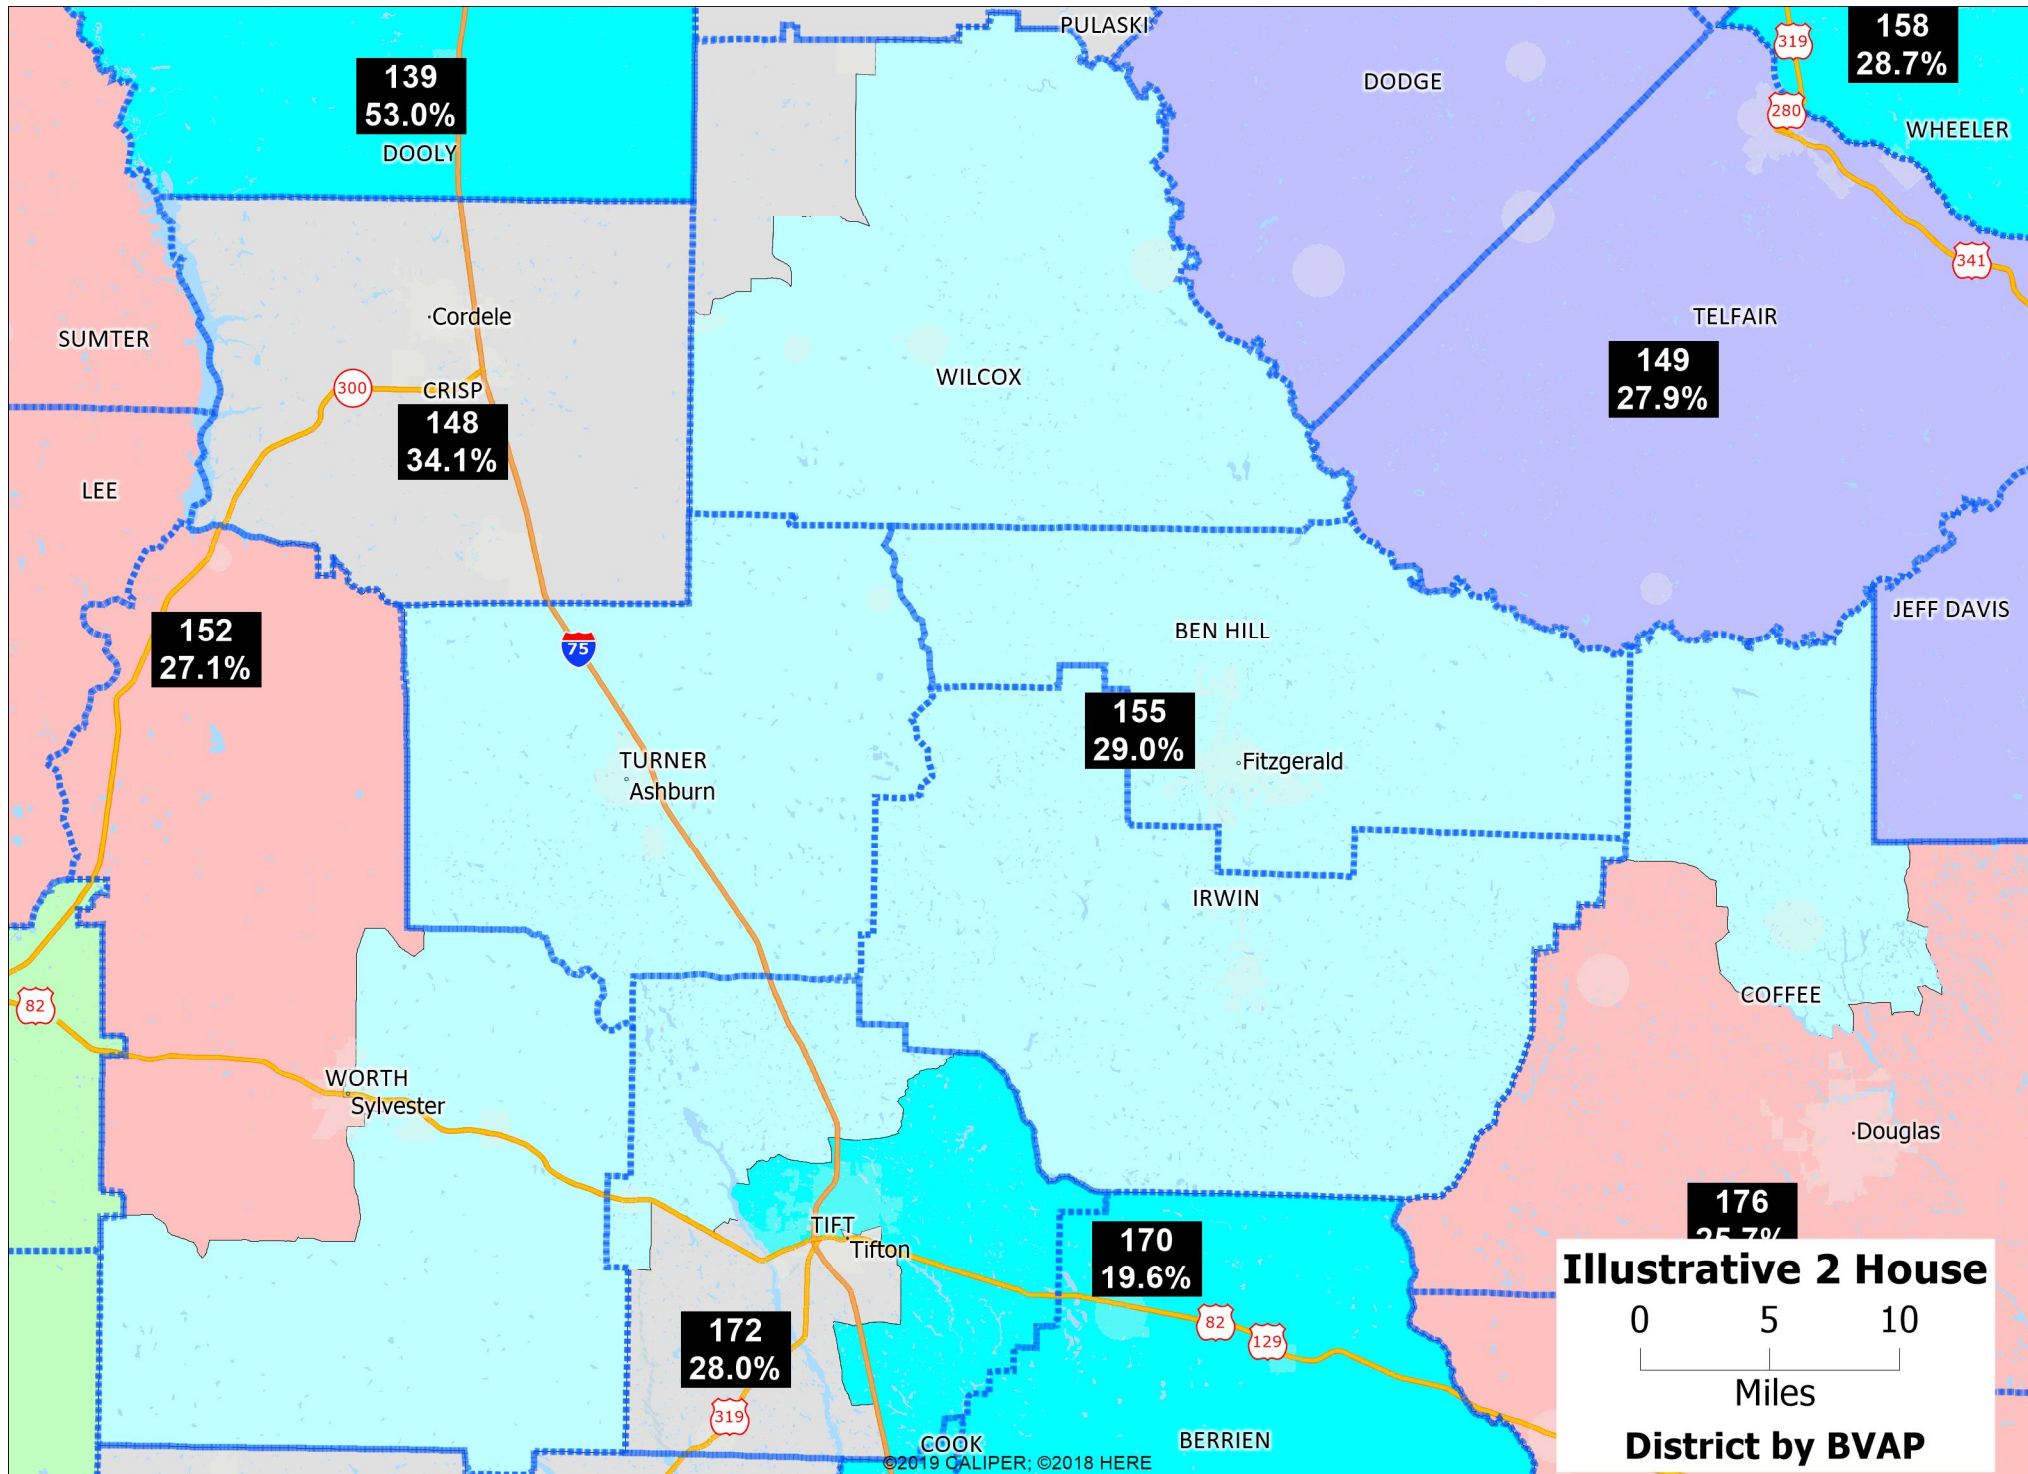 PULASKI
158
28.7%
319
139
53.0%
DODGE
280
WHEELER
DOOLY
341
Cordele
TELFAIR
SUMTER
149
27.9%
WILCOX
300
CRISP
148
34.1%
LEE
JEFF DAVIS
152
27.1%
BEN HILL
75
155
29.0%
TURNER
Ashburn
Fitzgerald
IRWIN
COFFEE
82
WORTH
Sylvester
Douglas
176
25.7%
TIFT
Tifton
170
19.6%
Illustrative 2 House
0 5 10
Miles
District by BVAP
82
129
172
28.0%
319
COOK
BERRIEN
©2019 CALIPER; ©2018 HERE